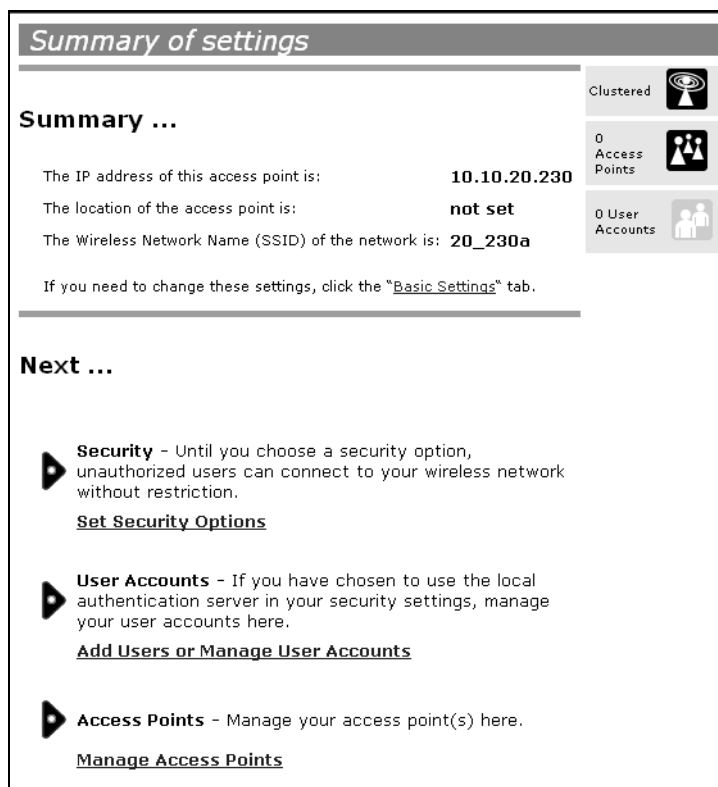 Summary of settings
Clustered
Summary ...
0
Access
Points
The IP address of this access point is: 10.10.20.230
The location of the access point is: not set
0 User
Accounts
The Wireless Network Name (SSID) of the network is: 20_230a
If you need to change these settings, click the "Basic Settings" tab.
Next ...
Security - Until you choose a security option,
unauthorized users can connect to your wireless network
without restriction.
Set Security Options
User Accounts - If you have chosen to use the local
authentication server in your security settings, manage
your user accounts here.
Add Users or Manage User Accounts
Access Points - Manage your access point(s) here.
Manage Access Points